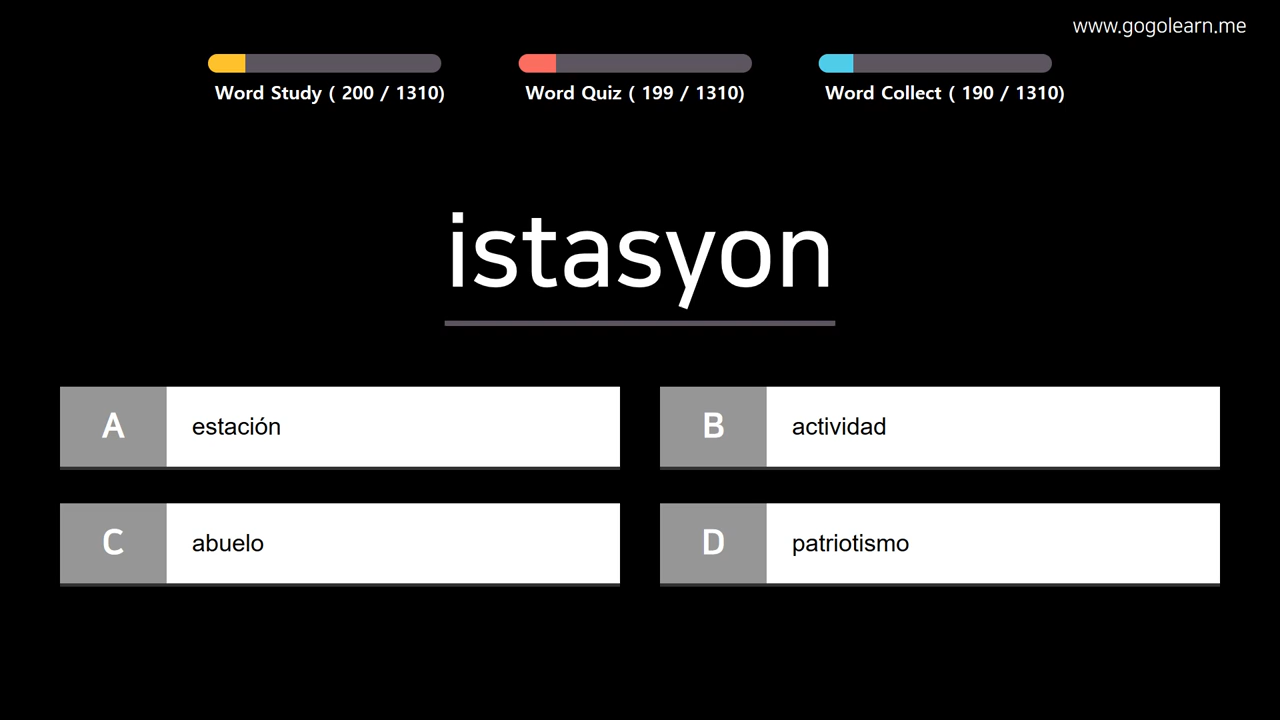 www.gogolearn.me
Word Study ( 200 / 1310)
Word Quiz ( 199 / 1310)
Word Collect ( 190 / 1310)
istasyon
A estación
B actividad
C abuelo
D patriotismo